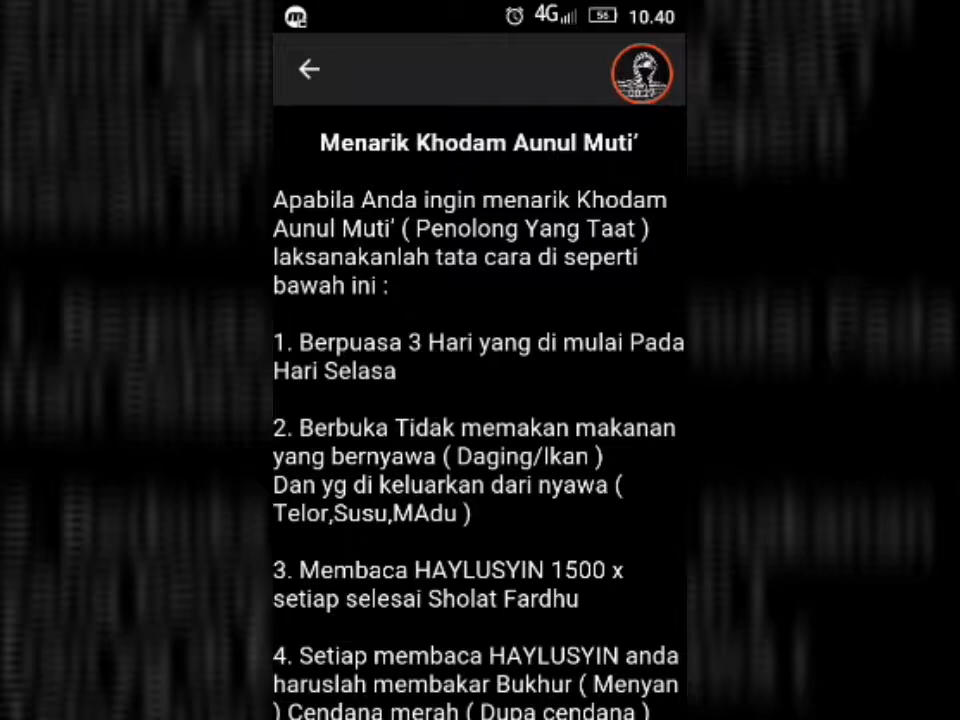 4G 56 10.40
00:27
Menarik Khodam Aunul Muti’
Apabila Anda ingin menarik Khodam
Aunul Muti’ ( Penolong Yang Taat )
laksanakanlah tata cara di seperti
bawah ini :
1. Berpuasa 3 Hari yang di mulai Pada
Hari Selasa
2. Berbuka Tidak memakan makanan
yang bernyawa ( Daging/Ikan )
Dan yg di keluarkan dari nyawa (
Telor,Susu,MAdu )
3. Membaca HAYLUSYIN 1500 x
setiap selesai Sholat Fardhu
4. Setiap membaca HAYLUSYIN anda
haruslah membakar Bukhur ( Menyan
) Cendana merah ( Dupa cendana )